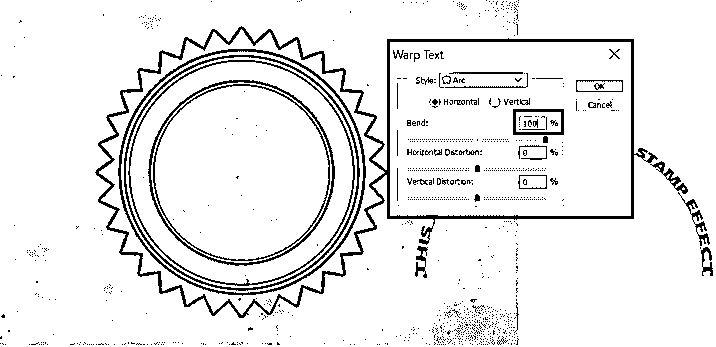 Warp Text
Style: Arc
Horizontal Vertical
OK
Cancel
Bend: 100 %
Horizontal Distortion: 0 %
Vertical Distortion: 0 %
THIS
STAMP EFFECT